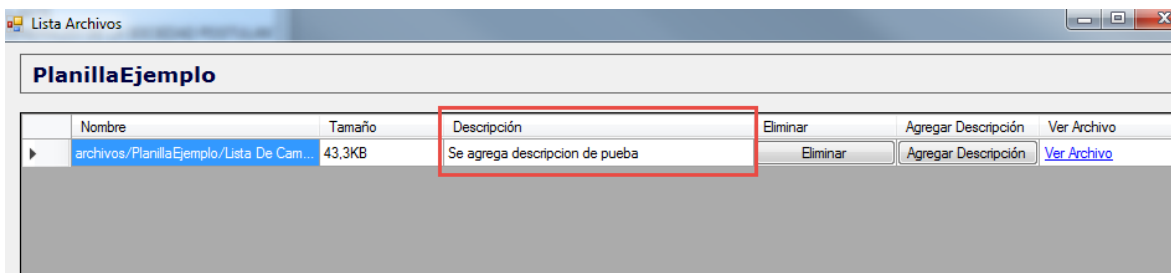 Lista Archivos
PlanillaEjemplo
Nombre Tamaño Descripción Eliminar Agregar Descripción Ver Archivo
archivos/PlanillaEjemplo/Lista De Cam... 43,3KB Se agrega descripcion de pueba Eliminar Agregar Descripción Ver Archivo